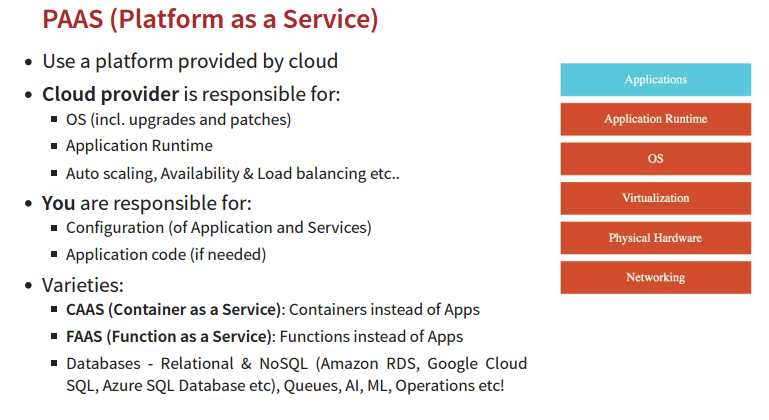 PAAS (Platform as a Service)
• Use a platform provided by cloud
• Cloud provider is responsible for:
▪ OS (incl. upgrades and patches)
▪ Application Runtime
▪ Auto scaling, Availability & Load balancing etc..
• You are responsible for:
▪ Configuration (of Application and Services)
▪ Application code (if needed)
• Varieties:
▪ CAAS (Container as a Service): Containers instead of Apps
▪ FAAS (Function as a Service): Functions instead of Apps
▪ Databases - Relational & NoSQL (Amazon RDS, Google Cloud
SQL, Azure SQL Database etc), Queues, AI, ML, Operations etc!
Applications
Application Runtime
OS
Virtualization
Physical Hardware
Networking